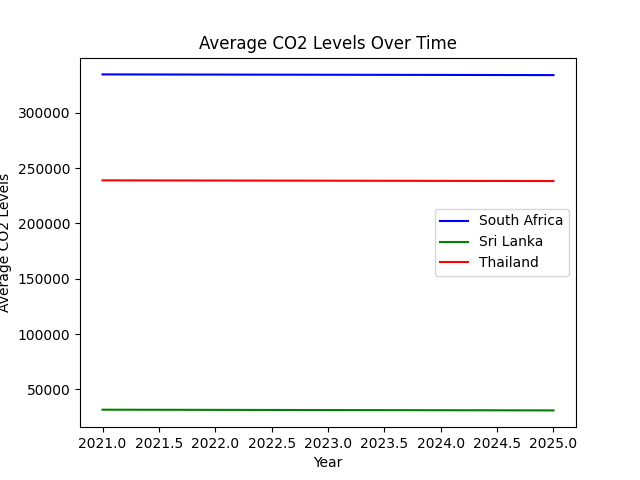 Average CO2 Levels Over Time
300000
250000
200000
150000
100000
50000
Average CO2 Levels
South Africa
Sri Lanka
Thailand
2021.0 2021.5 2022.0 2022.5 2023.0 2023.5 2024.0 2024.5 2025.0
Year